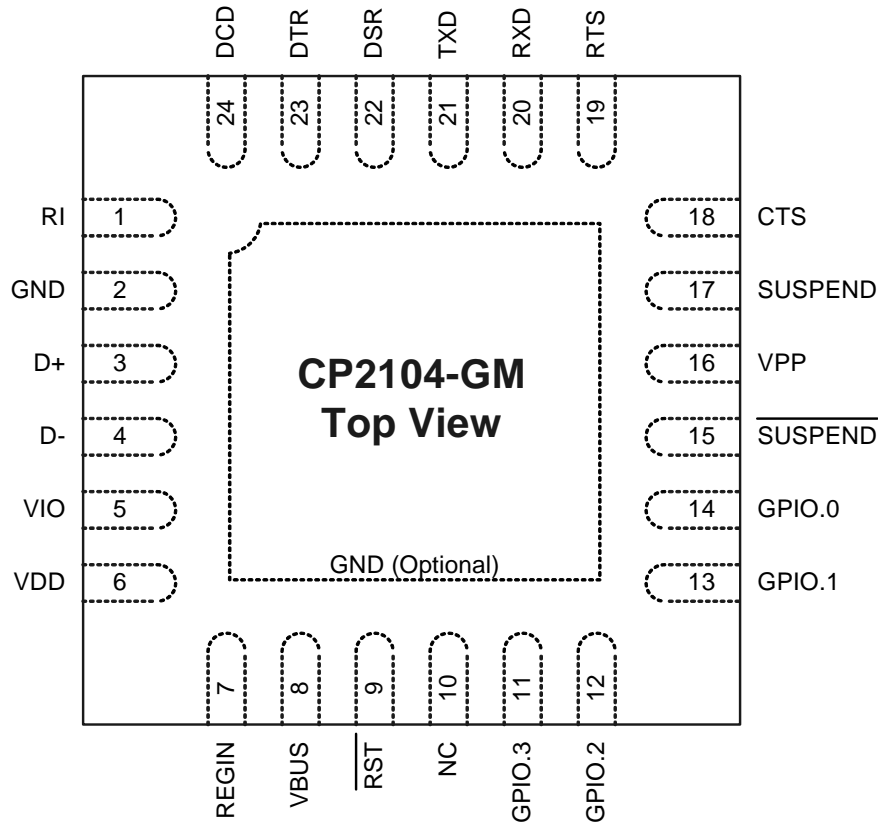 DCD
DTR
DSR
TXD
RXD
RTS
24
23
22
21
20
19
RI 1
GND 2
D+ 3
D- 4
VIO 5
VDD 6
18 CTS
17 SUSPEND
16 VPP
15 SUSPEND
14 GPIO.0
13 GPIO.1
CP2104-GM
Top View
GND (Optional)
7
8
9
10
11
12
REGIN
VBUS
RST
NC
GPIO.3
GPIO.2